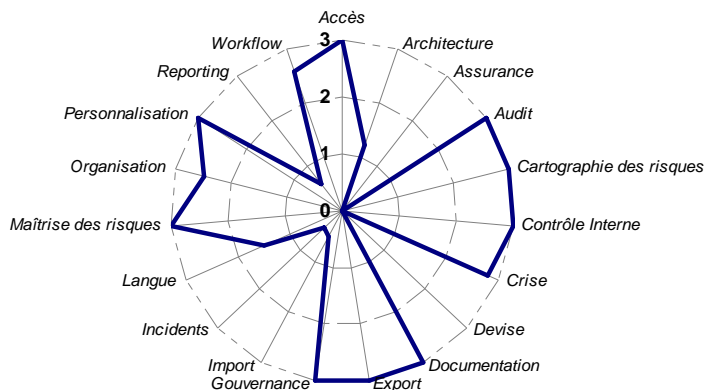 Accès
Workflow
3
Architecture
Reporting
Assurance
Personnalisation
2
Audit
Organisation
1
Cartographie des risques
Maîtrise des risques
0
Contrôle Interne
Langue
Crise
Incidents
Devise
Import
Documentation
Gouvernance
Export